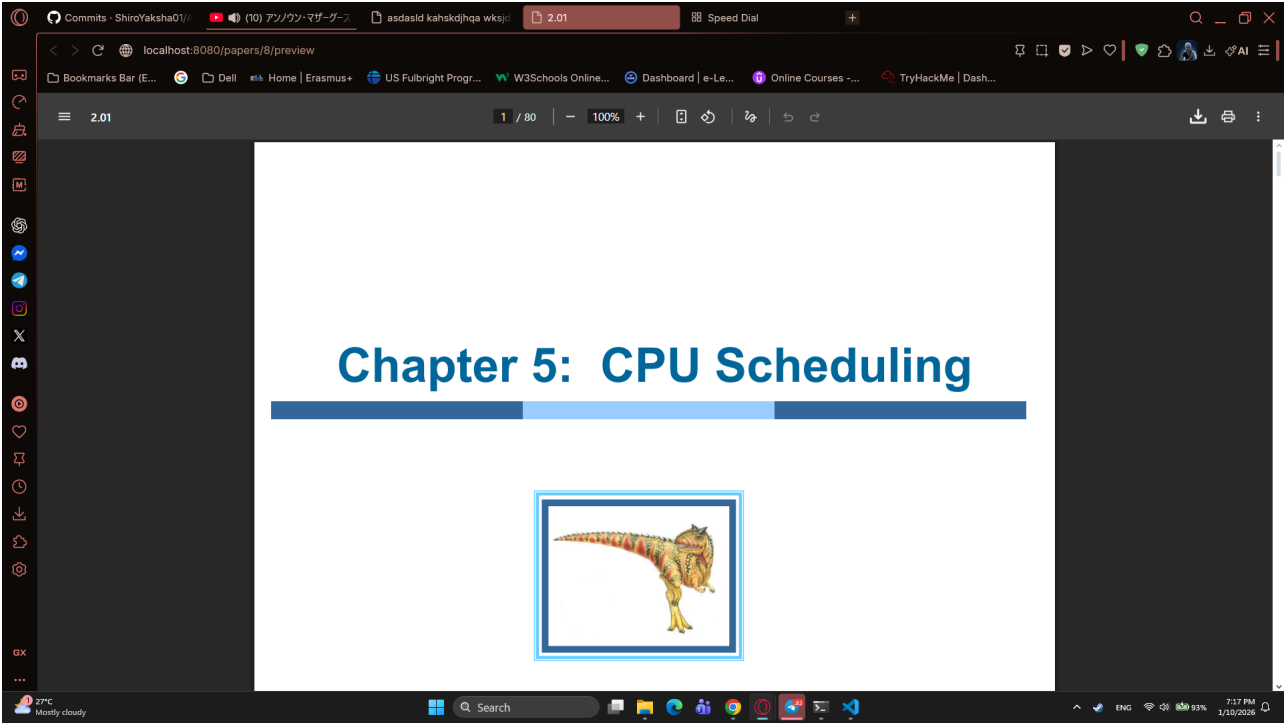 Commits · ShiroYaksha01/A
(10) アンノウン・マザーグース
asdasld kahskdjhqa wksjd
2.01
Speed Dial
localhost:8080/papers/8/preview
AI
Bookmarks Bar (E...
Dell
Home | Erasmus+
US Fulbright Progr...
W3Schools Online...
Dashboard | e-Le...
Online Courses -...
TryHackMe | Dash...
2.01
1 / 80
100%
Chapter 5: CPU Scheduling
GX
27°C
Mostly cloudy
Search
ENG
93%
7:17 PM
1/10/2026